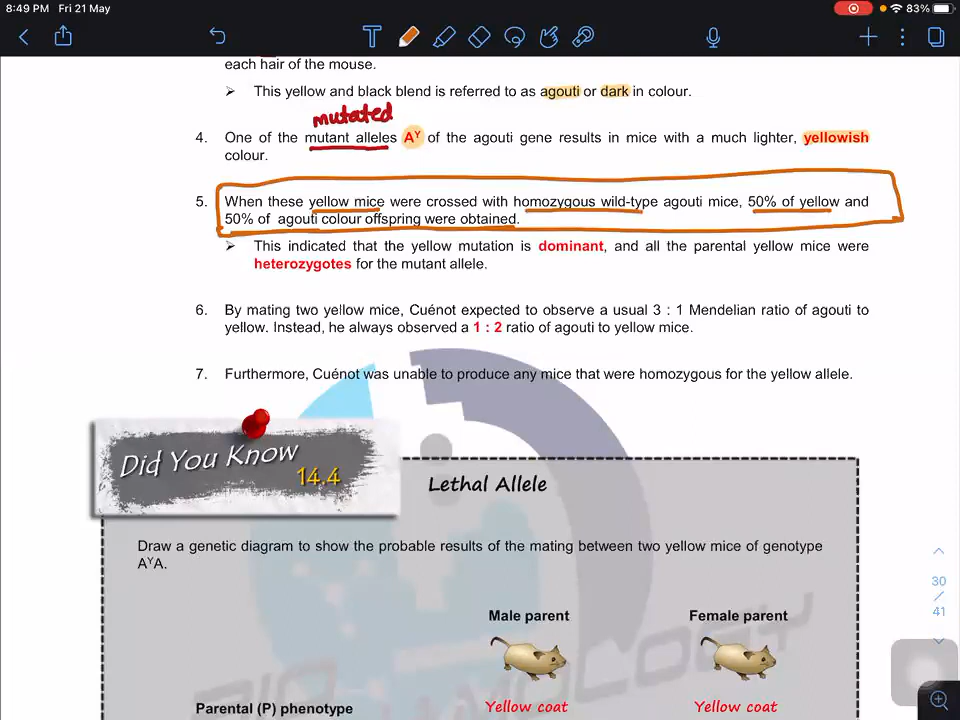 8:49 PM Fri 21 May
83%
each hair of the mouse.
This yellow and black blend is referred to as agouti or dark in colour.
mutated
4. One of the mutant alleles Aʸ of the agouti gene results in mice with a much lighter, yellowish
colour.
5. When these yellow mice were crossed with homozygous wild-type agouti mice, 50% of yellow and
50% of agouti colour offspring were obtained.
This indicated that the yellow mutation is dominant, and all the parental yellow mice were
heterozygotes for the mutant allele.
6. By mating two yellow mice, Cuénot expected to observe a usual 3 : 1 Mendelian ratio of agouti to
yellow. Instead, he always observed a 1 : 2 ratio of agouti to yellow mice.
7. Furthermore, Cuénot was unable to produce any mice that were homozygous for the yellow allele.
Did You Know
14.4
Lethal Allele
Draw a genetic diagram to show the probable results of the mating between two yellow mice of genotype
AʸA.
30
/
41
Male parent Female parent
Parental (P) phenotype Yellow coat Yellow coat